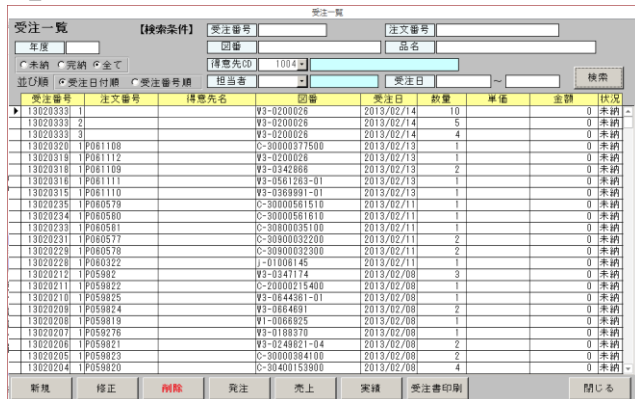 受注一覧
受注一覧 【検索条件】 受注番号 注文番号
年度 図番 品名
未納 完納 全て 得意先CD 1004
並び順 受注日付順 受注番号順 担当者 受注日 ~ 検索
受注番号 注文番号 得意先名 図番 受注日 数量 単価 金額 状況
13020333 1 W3-0200026 2013/02/14 10 0 未納
13020333 2 W3-0200026 2013/02/14 5 0 未納
13020333 3 W3-0200026 2013/02/14 4 0 未納
13020320 1 P061108 C-30000377500 2013/02/13 1 0 未納
13020319 1 P061112 W3-0200026 2013/02/13 1 0 未納
13020318 1 P061109 W3-0342866 2013/02/13 2 0 未納
13020316 1 P061111 W3-0561263-01 2013/02/13 1 0 未納
13020315 1 P061110 W3-0369991-01 2013/02/13 1 0 未納
13020235 1 P060579 C-30000561510 2013/02/11 1 0 未納
13020234 1 P060580 C-30000561610 2013/02/11 1 0 未納
13020233 1 P060581 C-30800035100 2013/02/11 1 0 未納
13020231 1 P060577 C-30900032200 2013/02/11 2 0 未納
13020229 1 P060578 C-30900032300 2013/02/11 2 0 未納
13020228 1 P060322 j-01006145 2013/02/11 1 0 未納
13020212 1 P05982 W3-0347174 2013/02/08 3 0 未納
13020211 1 P059822 C-20000215400 2013/02/08 1 0 未納
13020210 1 P059825 W3-0644361-01 2013/02/08 1 0 未納
13020209 1 P059824 W3-0664691 2013/02/08 2 0 未納
13020208 1 P059819 W1-0066925 2013/02/08 1 0 未納
13020207 1 P059276 W3-0188370 2013/02/08 1 0 未納
13020206 1 P059821 W3-0249821-04 2013/02/08 2 0 未納
13020205 1 P059823 C-30000384100 2013/02/08 2 0 未納
13020204 1 P059820 C-30400153900 2013/02/08 4 0 未納
新規 修正 削除 発注 売上 実績 受注書印刷 閉じる